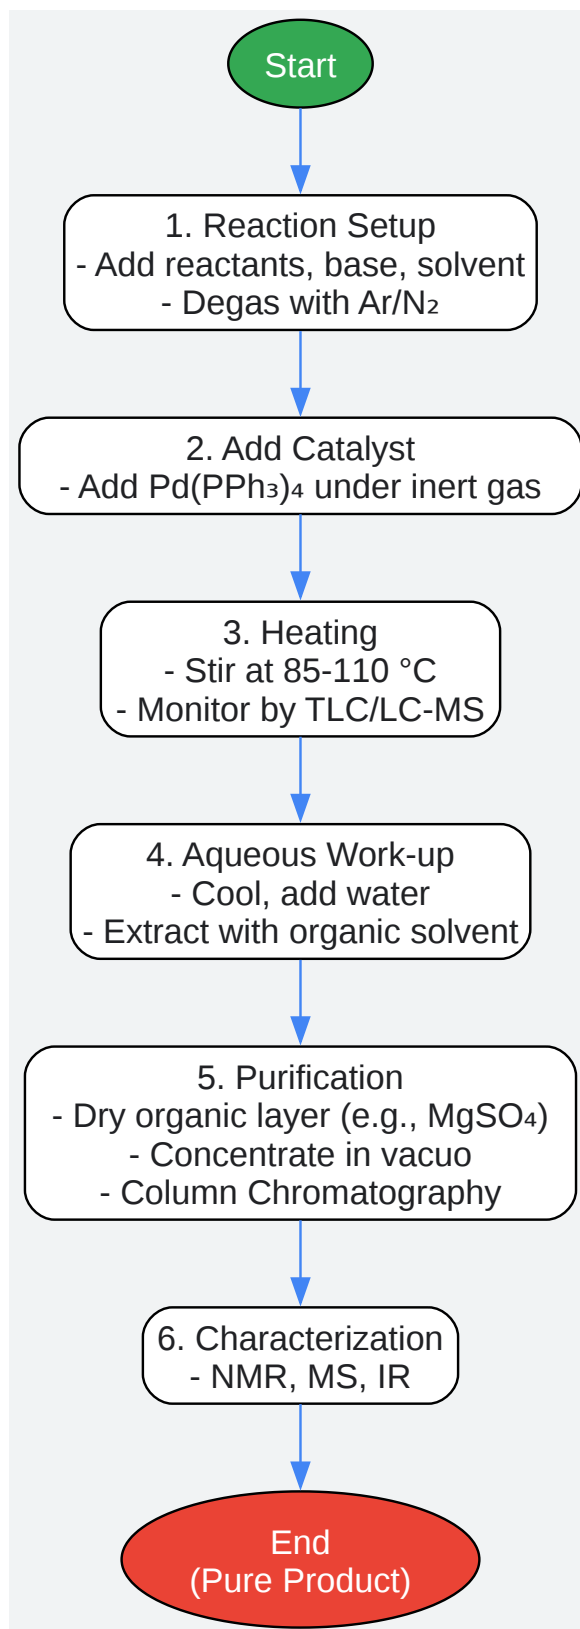 Start
1. Reaction Setup
- Add reactants, base, solvent
- Degas with Ar/N₂
2. Add Catalyst
- Add Pd(PPh₃)₄ under inert gas
3. Heating
- Stir at 85-110 °C
- Monitor by TLC/LC-MS
4. Aqueous Work-up
- Cool, add water
- Extract with organic solvent
5. Purification
- Dry organic layer (e.g., MgSO₄)
- Concentrate in vacuo
- Column Chromatography
6. Characterization
- NMR, MS, IR
End
(Pure Product)